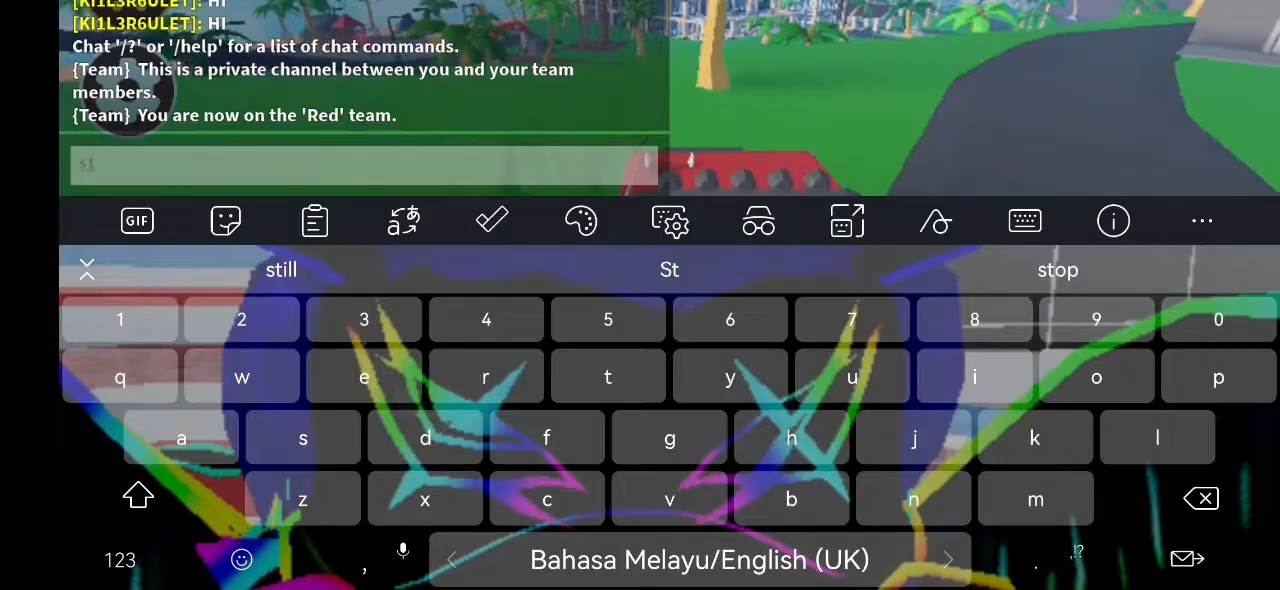 [KI1L3R6ULET]: HI
[KI1L3R6ULET]: HI
Chat '/?' or '/help' for a list of chat commands.
{Team} This is a private channel between you and your team
members.
{Team} You are now on the 'Red' team.
st
GIF
still St stop
1 2 3 4 5 6 7 8 9 0
q w e r t y u i o p
a s d f g h j k l
z x c v b n m
123 , Bahasa Melayu/English (UK) . ,!?